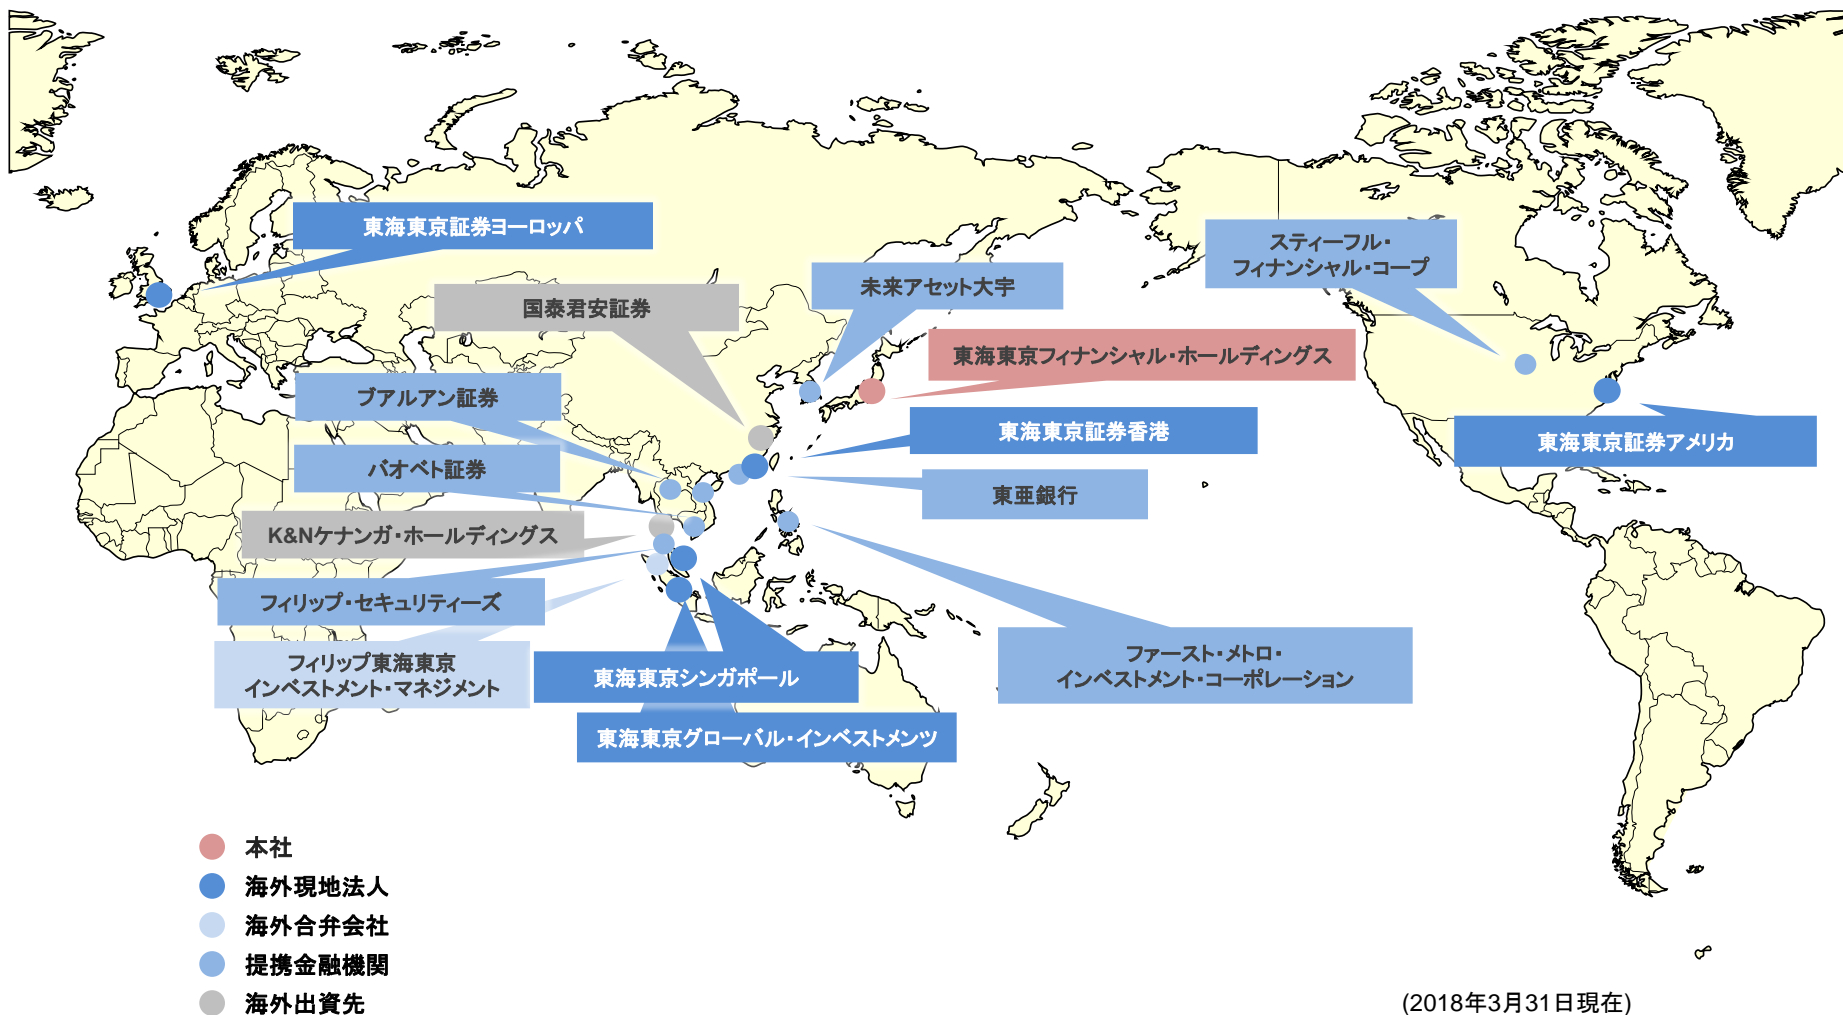 東海東京証券ヨーロッパ
スティーフル・
フィナンシャル・コープ
未来アセット大宇
国泰君安証券
東海東京フィナンシャル・ホールディングス
ブアルアン証券
東海東京証券香港
東海東京証券アメリカ
バオベト証券
東亜銀行
K&Nケナンガ・ホールディングス
フィリップ・セキュリティーズ
フィリップ東海東京
インベストメント・マネジメント
東海東京シンガポール
ファースト・メトロ・
インベストメント・コーポレーション
東海東京グローバル・インベストメンツ
本社
海外現地法人
海外合弁会社
提携金融機関
海外出資先
(2018年3月31日現在)